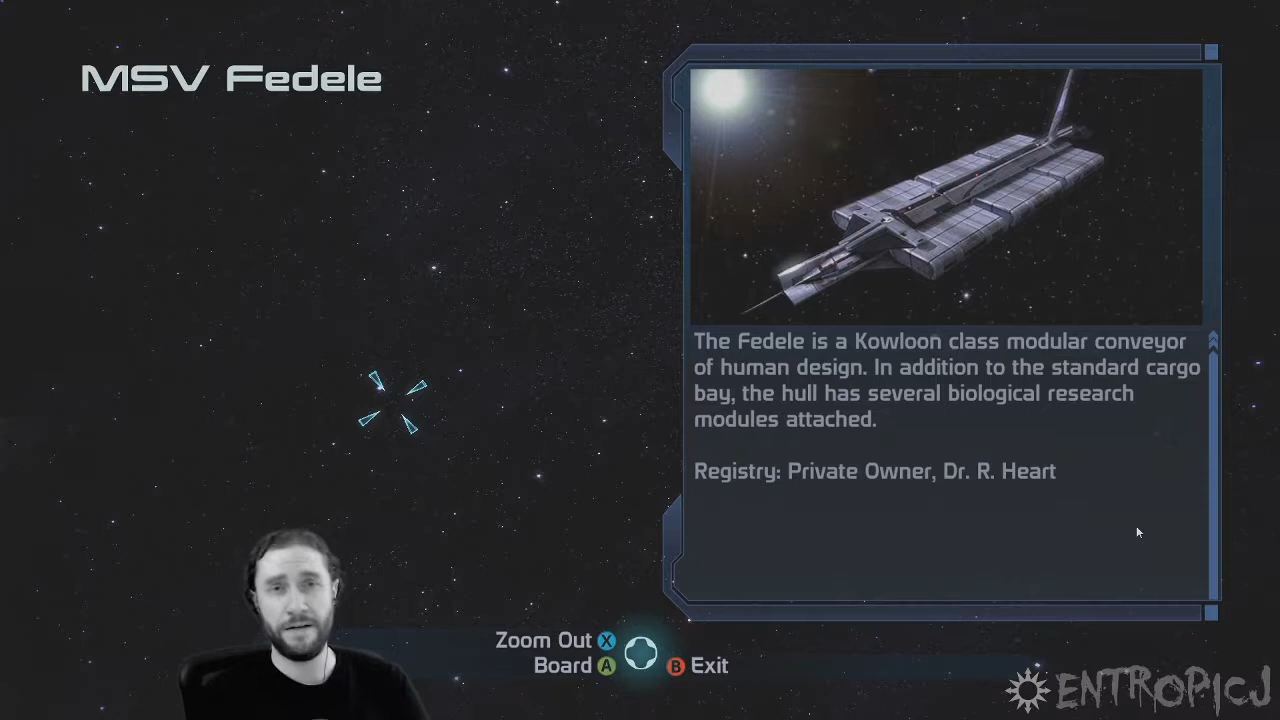 MSV Fedele
The Fedele is a Kowloon class modular conveyor
of human design. In addition to the standard cargo
bay, the hull has several biological research
modules attached.
Registry: Private Owner, Dr. R. Heart
Zoom Out X
Board A
B Exit
ENTROPICJ